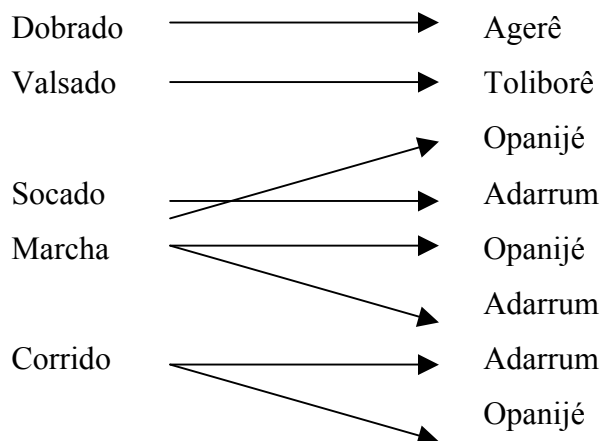 Dobrado Agerê
Valsado Toliborê
Opanijé
Socado Adarrum
Marcha Opanijé
Adarrum
Corrido Adarrum
Opanijé